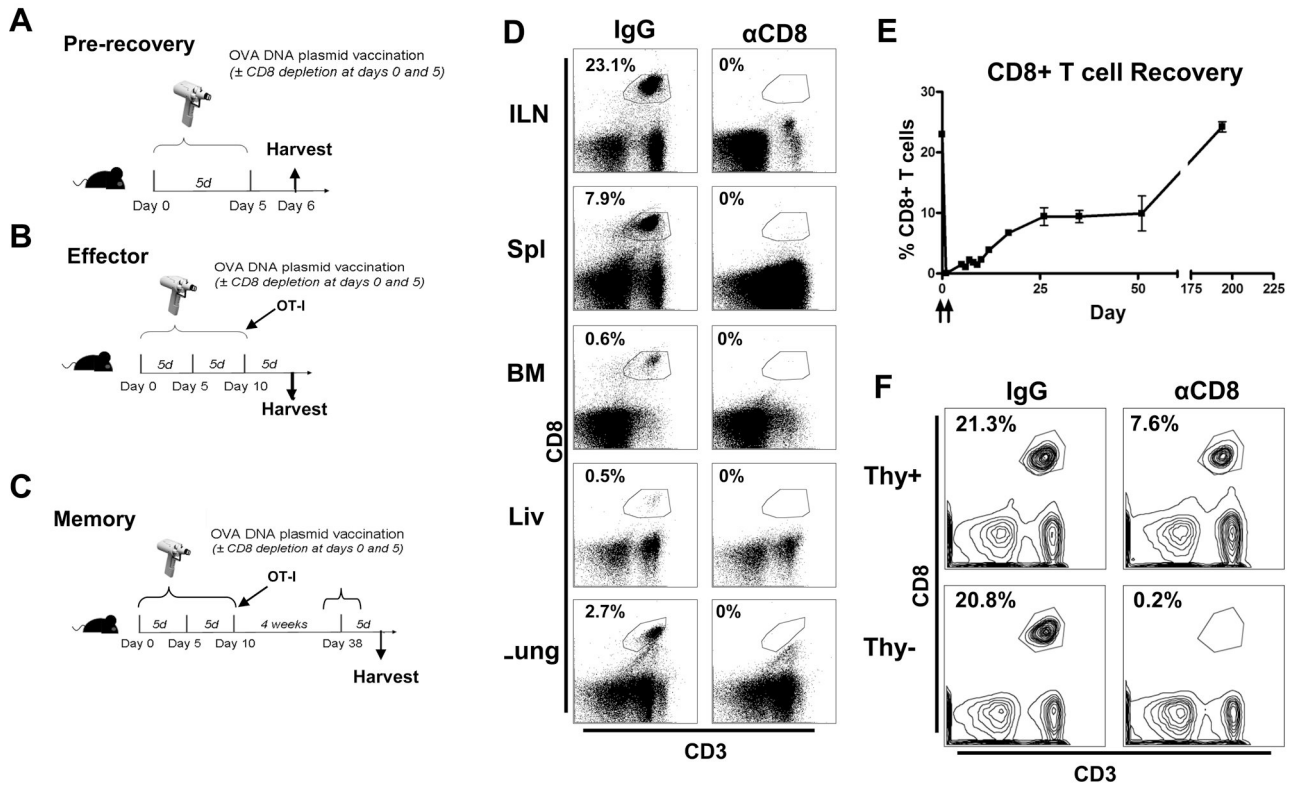 A
Pre-recovery
OVA DNA plasmid vaccination
(± CD8 depletion at days 0 and 5)
Harvest
5d
Day 0
Day 5
Day 6
B
Effector
OVA DNA plasmid vaccination
(± CD8 depletion at days 0 and 5)
OT-I
5d
5d
5d
Day 0
Day 5
Day 10
Harvest
C
Memory
OVA DNA plasmid vaccination
(± CD8 depletion at days 0 and 5)
OT-I
5d
5d
4 weeks
5d
Day 0
Day 5
Day 10
Day 38
Harvest
D
IgG
αCD8
ILN
23.1%
0%
Spl
7.9%
0%
BM
0.6%
0%
Liv
0.5%
0%
Lung
2.7%
0%
CD8
CD3
E
CD8+ T cell Recovery
% CD8+ T cells
30
20
10
0
0
25
50
175
200
225
Day
F
IgG
αCD8
Thy+
21.3%
7.6%
Thy-
20.8%
0.2%
CD8
CD3